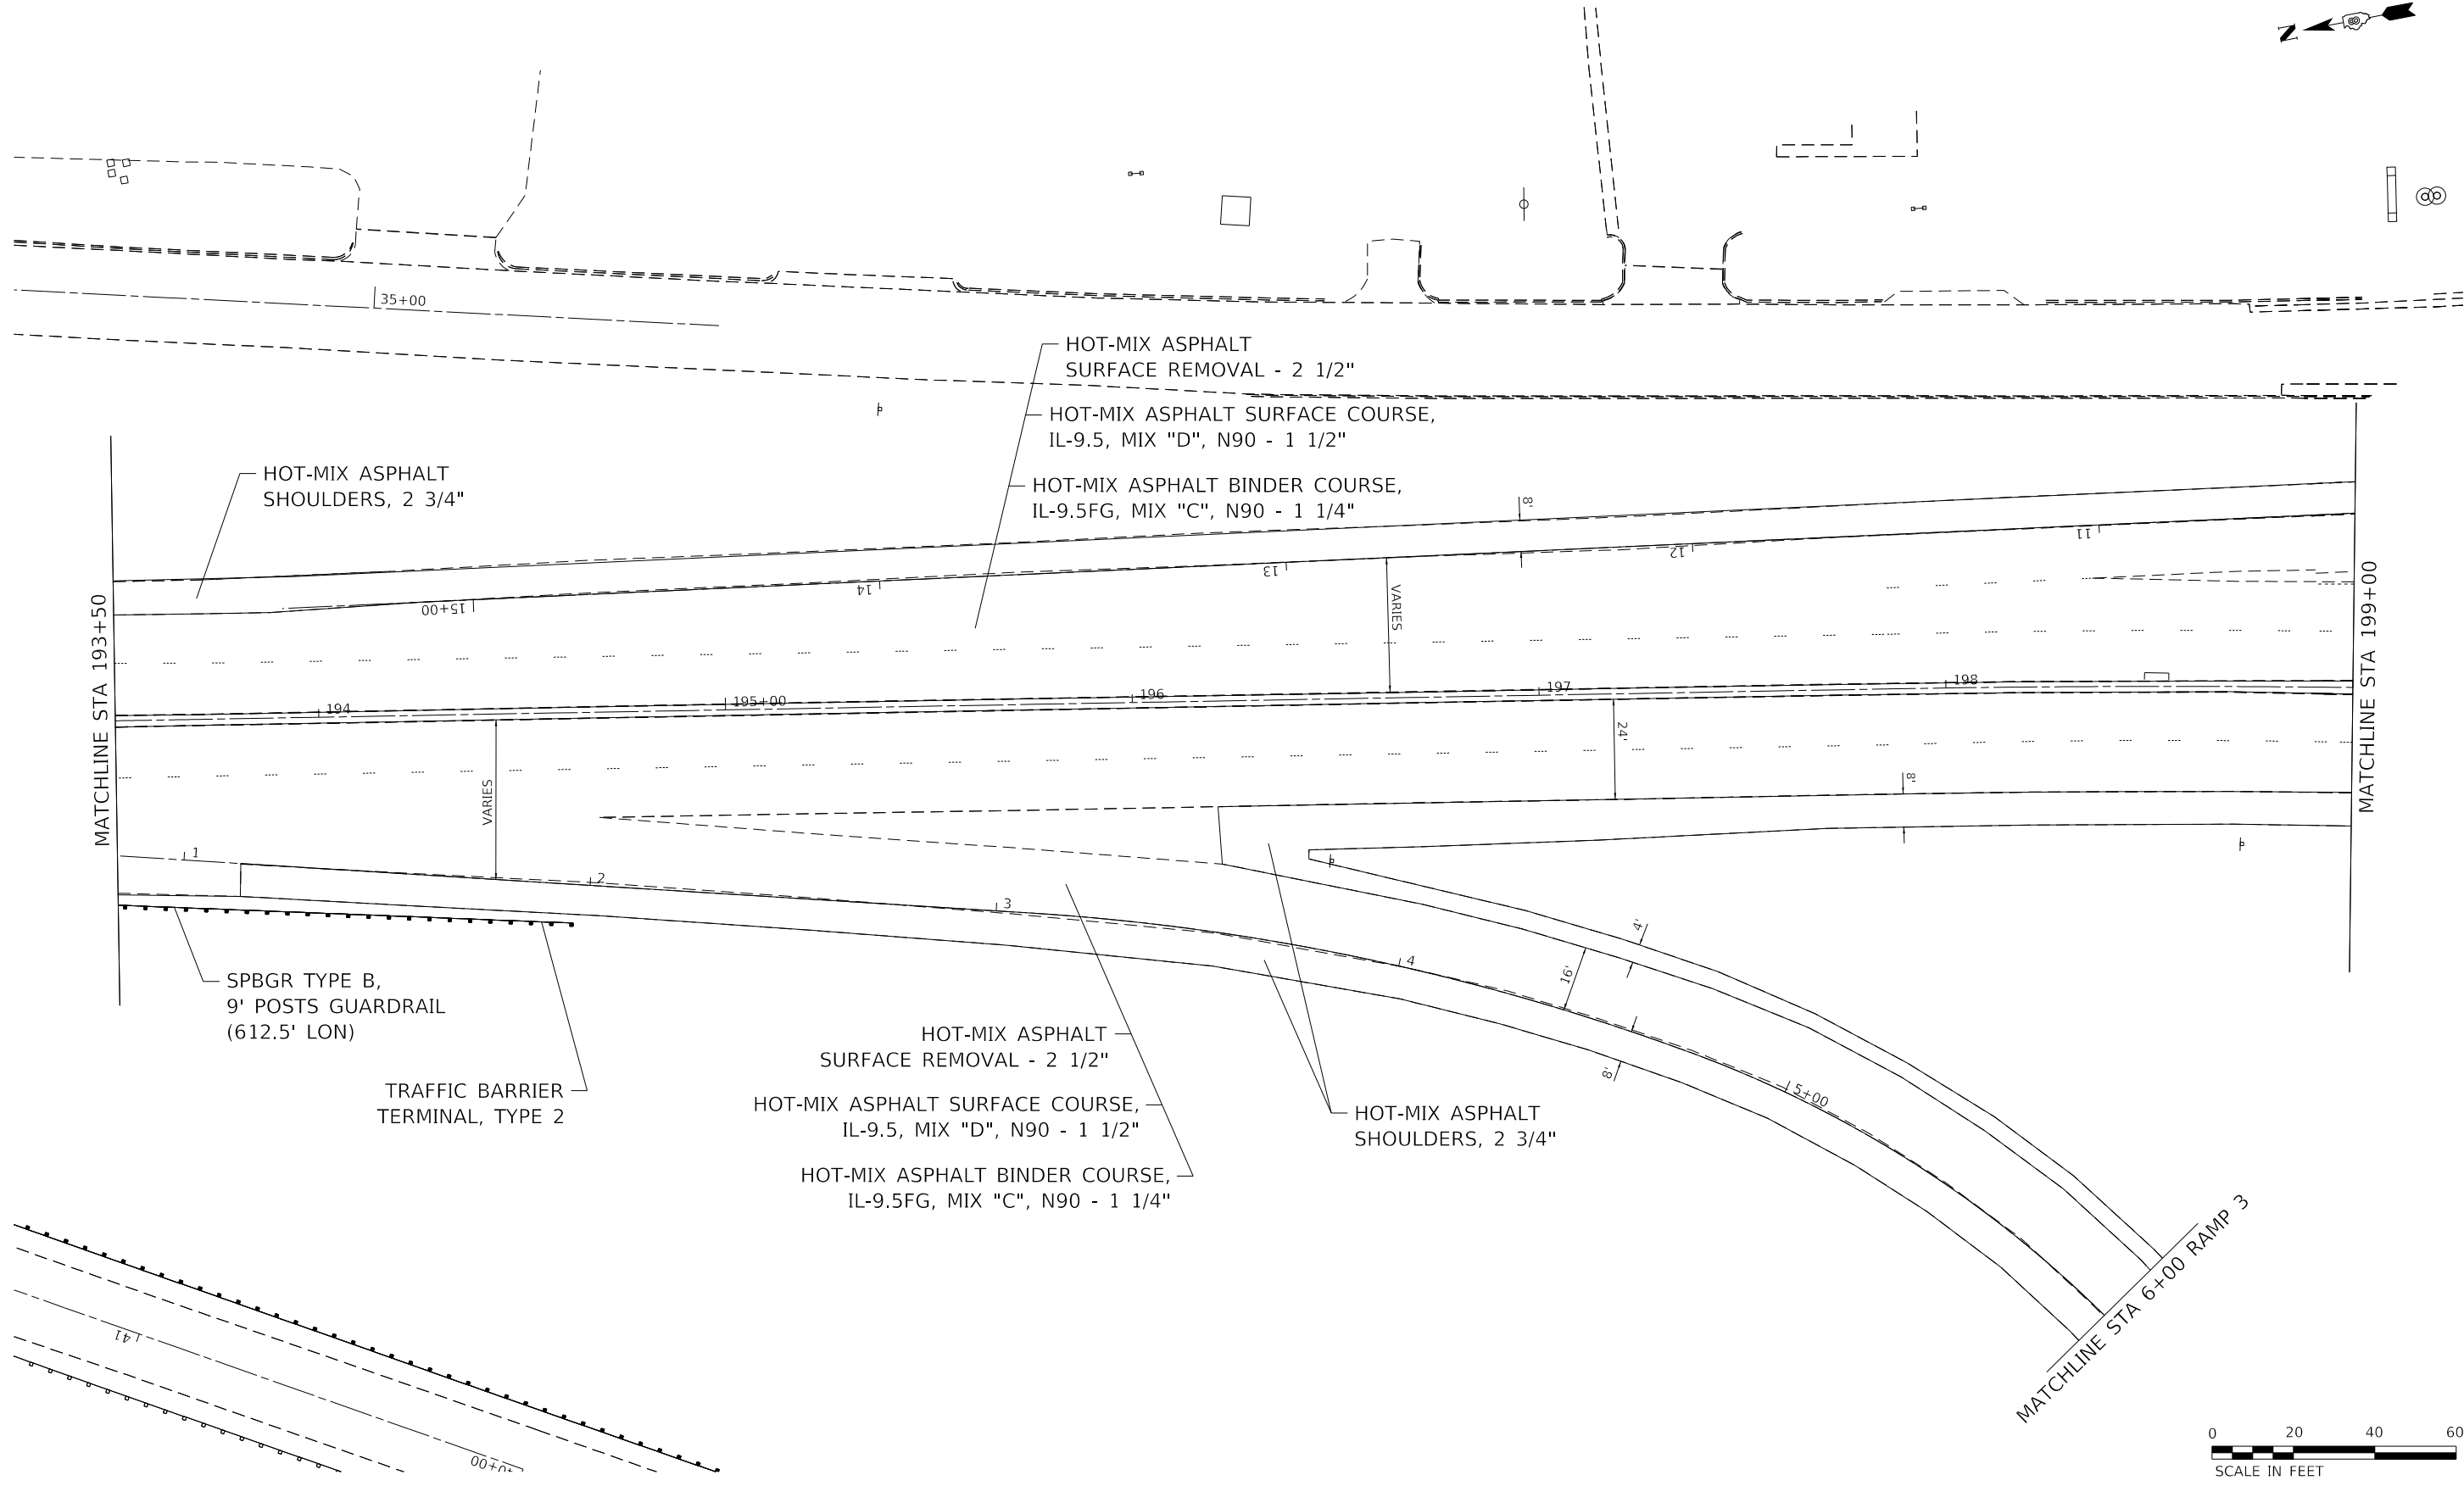 N
35+00
HOT-MIX ASPHALT
SURFACE REMOVAL - 2 1/2"
HOT-MIX ASPHALT SURFACE COURSE,
IL-9.5, MIX "D", N90 - 1 1/2"
HOT-MIX ASPHALT BINDER COURSE,
IL-9.5FG, MIX "C", N90 - 1 1/4"
HOT-MIX ASPHALT
SHOULDERS, 2 3/4"
8'
11
12
13
14
15+00
VARIES
MATCHLINE STA 193+50
MATCHLINE STA 199+00
194
195+00
196
197
198
24'
VARIES
8'
1
2
3
4
5+00
4'
16'
8'
SPBGR TYPE B,
9' POSTS GUARDRAIL
(612.5' LON)
TRAFFIC BARRIER
TERMINAL, TYPE 2
HOT-MIX ASPHALT
SURFACE REMOVAL - 2 1/2"
HOT-MIX ASPHALT SURFACE COURSE,
IL-9.5, MIX "D", N90 - 1 1/2"
HOT-MIX ASPHALT BINDER COURSE,
IL-9.5FG, MIX "C", N90 - 1 1/4"
HOT-MIX ASPHALT
SHOULDERS, 2 3/4"
MATCHLINE STA 6+00 RAMP 3
41
40+00
0 20 40 60
SCALE IN FEET